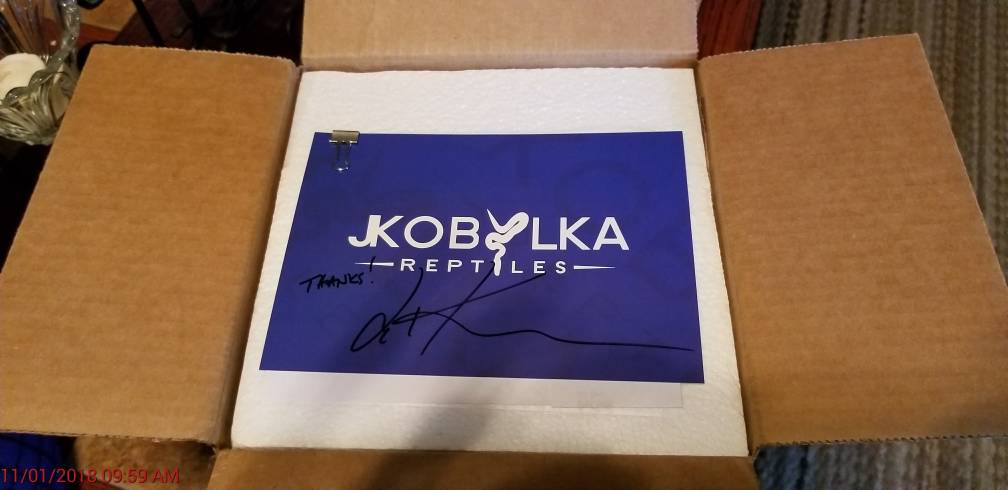 JKOBYLKA
REPTILES
THANKS!
11/01/2018 09:59 AM